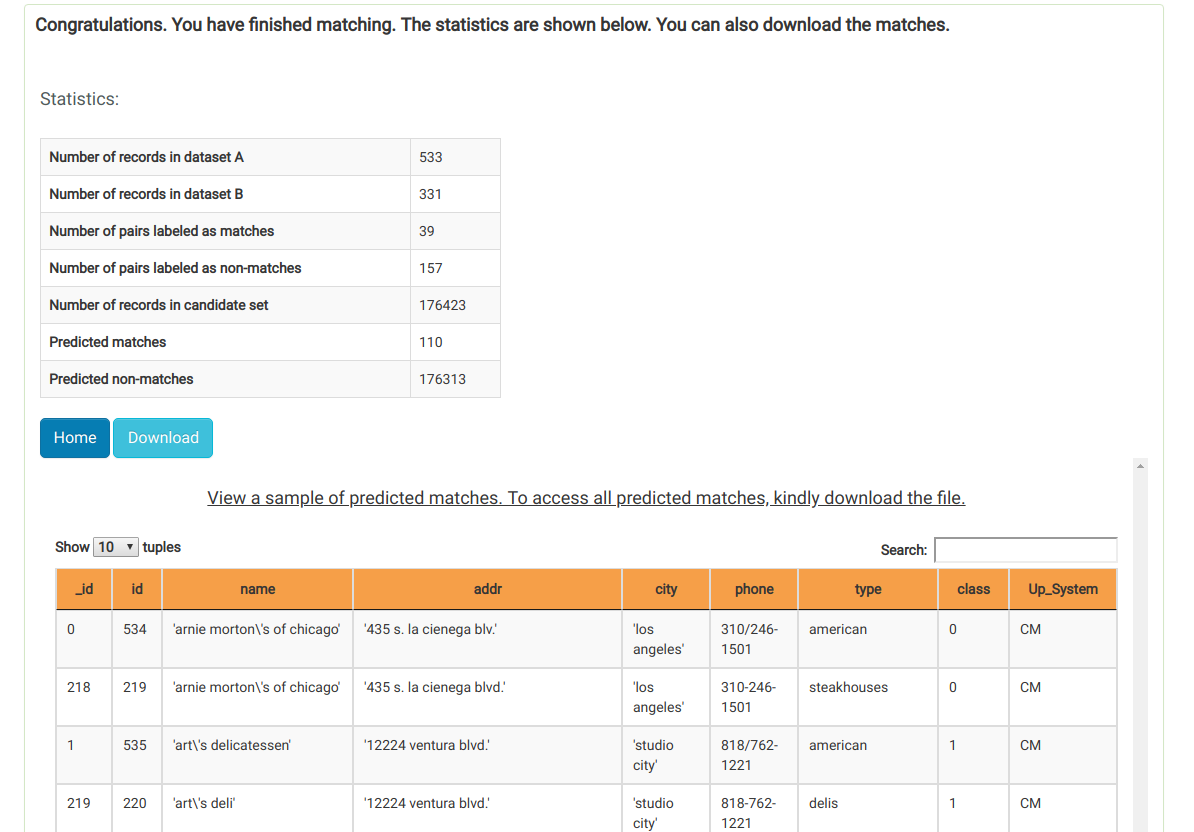 Congratulations. You have finished matching. The statistics are shown below. You can also download the matches.
Statistics:
Number of records in dataset A 533
Number of records in dataset B 331
Number of pairs labeled as matches 39
Number of pairs labeled as non-matches 157
Number of records in candidate set 176423
Predicted matches 110
Predicted non-matches 176313
Home Download
View a sample of predicted matches. To access all predicted matches, kindly download the file.
Show 10 tuples Search:
_id id name addr city phone type class Up_System
0 534 'arnie morton\'s of chicago' '435 s. la cienega blv.' 'los 310/246- american 0 CM
angeles' 1501
218 219 'arnie morton\'s of chicago' '435 s. la cienega blvd.' 'los 310-246- steakhouses 0 CM
angeles' 1501
1 535 'art\'s delicatessen' '12224 ventura blvd.' 'studio 818/762- american 1 CM
city' 1221
219 220 'art\'s deli' '12224 ventura blvd.' 'studio 818-762- delis 1 CM
city' 1221